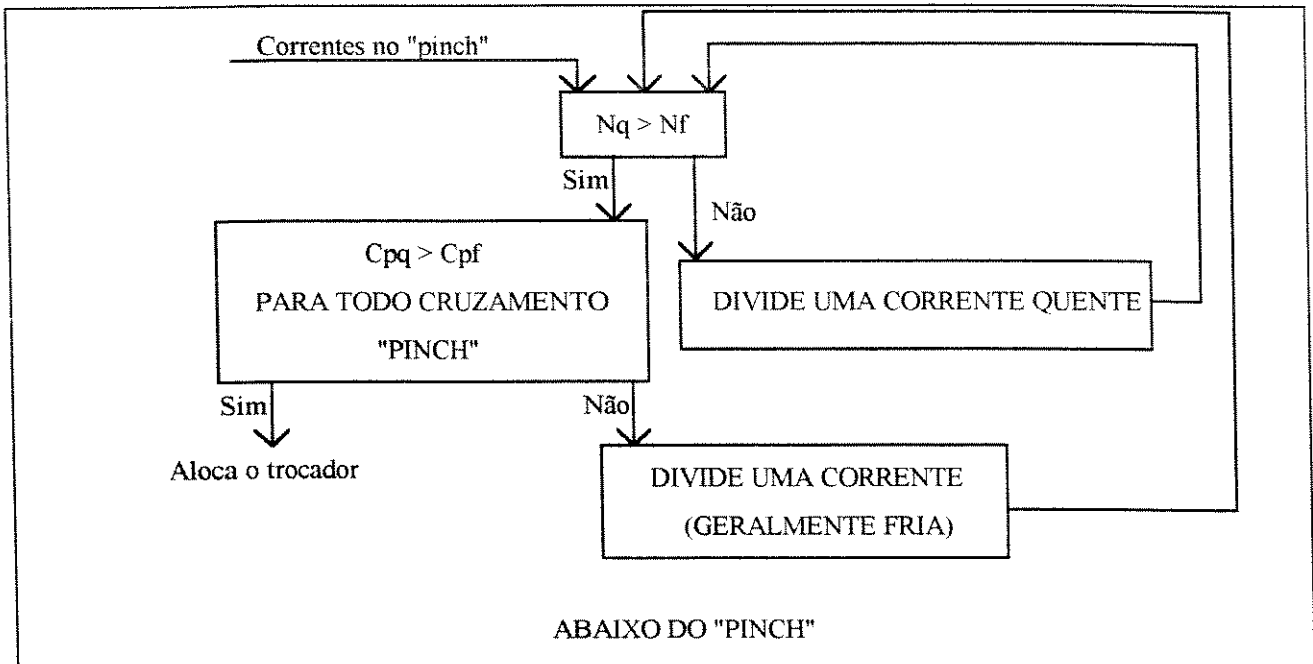 Correntes no "pinch"
Nq > Nf
Sim
Não
Cpq > Cpf
PARA TODO CRUZAMENTO
"PINCH"
DIVIDE UMA CORRENTE QUENTE
Sim
Não
Aloca o trocador
DIVIDE UMA CORRENTE
(GERALMENTE FRIA)
ABAIXO DO "PINCH"